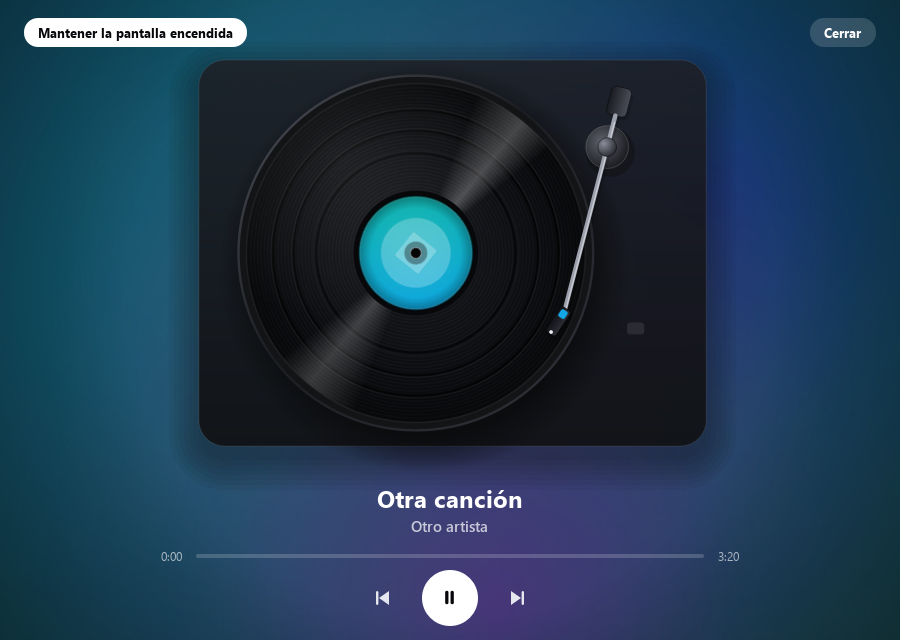 Mantener la pantalla encendida
Cerrar
Otra canción
Otro artista
0:00
3:20